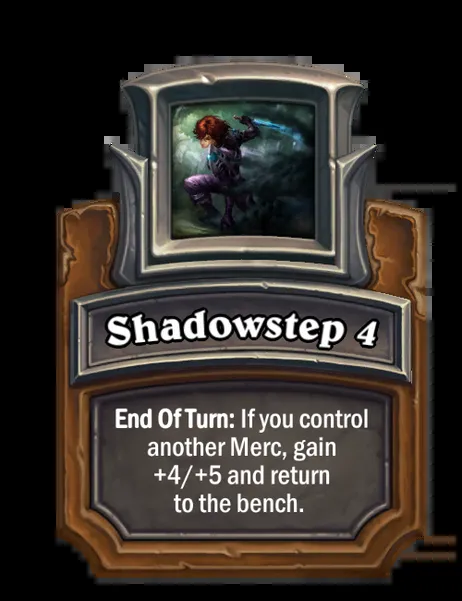 Shadowstep 4
End Of Turn: If you control
another Merc, gain
+4/+5 and return
to the bench.